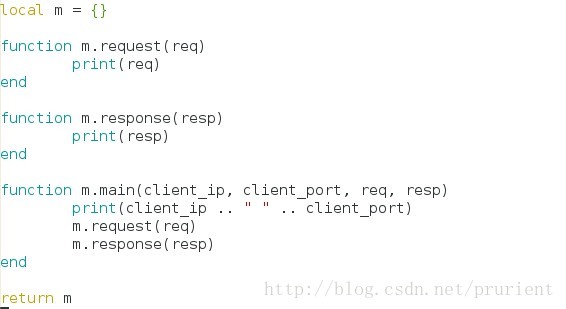 local m = {}
function m.request(req)
print(req)
end
function m.response(resp)
print(resp)
end
function m.main(client_ip, client_port, req, resp)
print(client_ip .. " " .. client_port)
m.request(req)
m.response(resp)
end
http://blog.csdn.net/prurient
return m